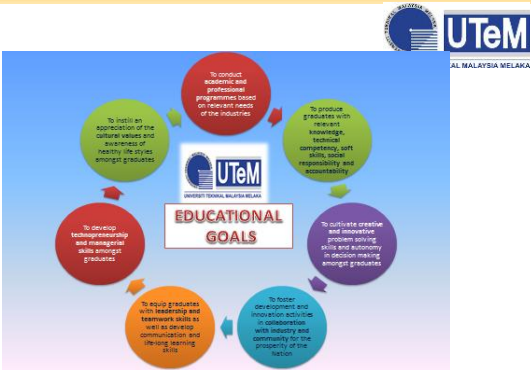 UTeM
AL MALAYSIA MELAKA
To conduct
academic and
professional
programmes based
on relevant needs
of the industries
To produce
graduates with
relevant
knowledge,
technical
competency, soft
skills, social
responsibility and
accountability
To cultivate creative
and innovative
problem solving
skills and autonomy
in decision making
amongst graduates
To foster
development and
innovation activities
in collaboration
with industry and
community for the
prosperity of the
Nation
To equip graduates
with leadership and
teamwork skills as
well as develop
communication and
life-long learning
skills
To develop
technopreneurship
and managerial
skills amongst
graduates
To instill an
appreciation of the
cultural values and
awareness of
healthy life styles
amongst graduates
UTeM
UNIVERSITI TEKNIKAL MALAYSIA MELAKA
EDUCATIONAL
GOALS